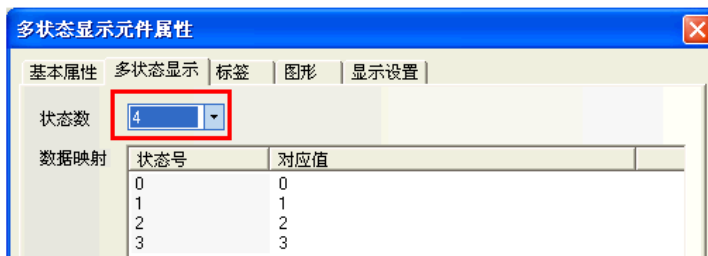 多状态显示元件属性
基本属性 多状态显示 标签 图形 显示设置
状态数 4
数据映射 状态号 对应值
0 0
1 1
2 2
3 3